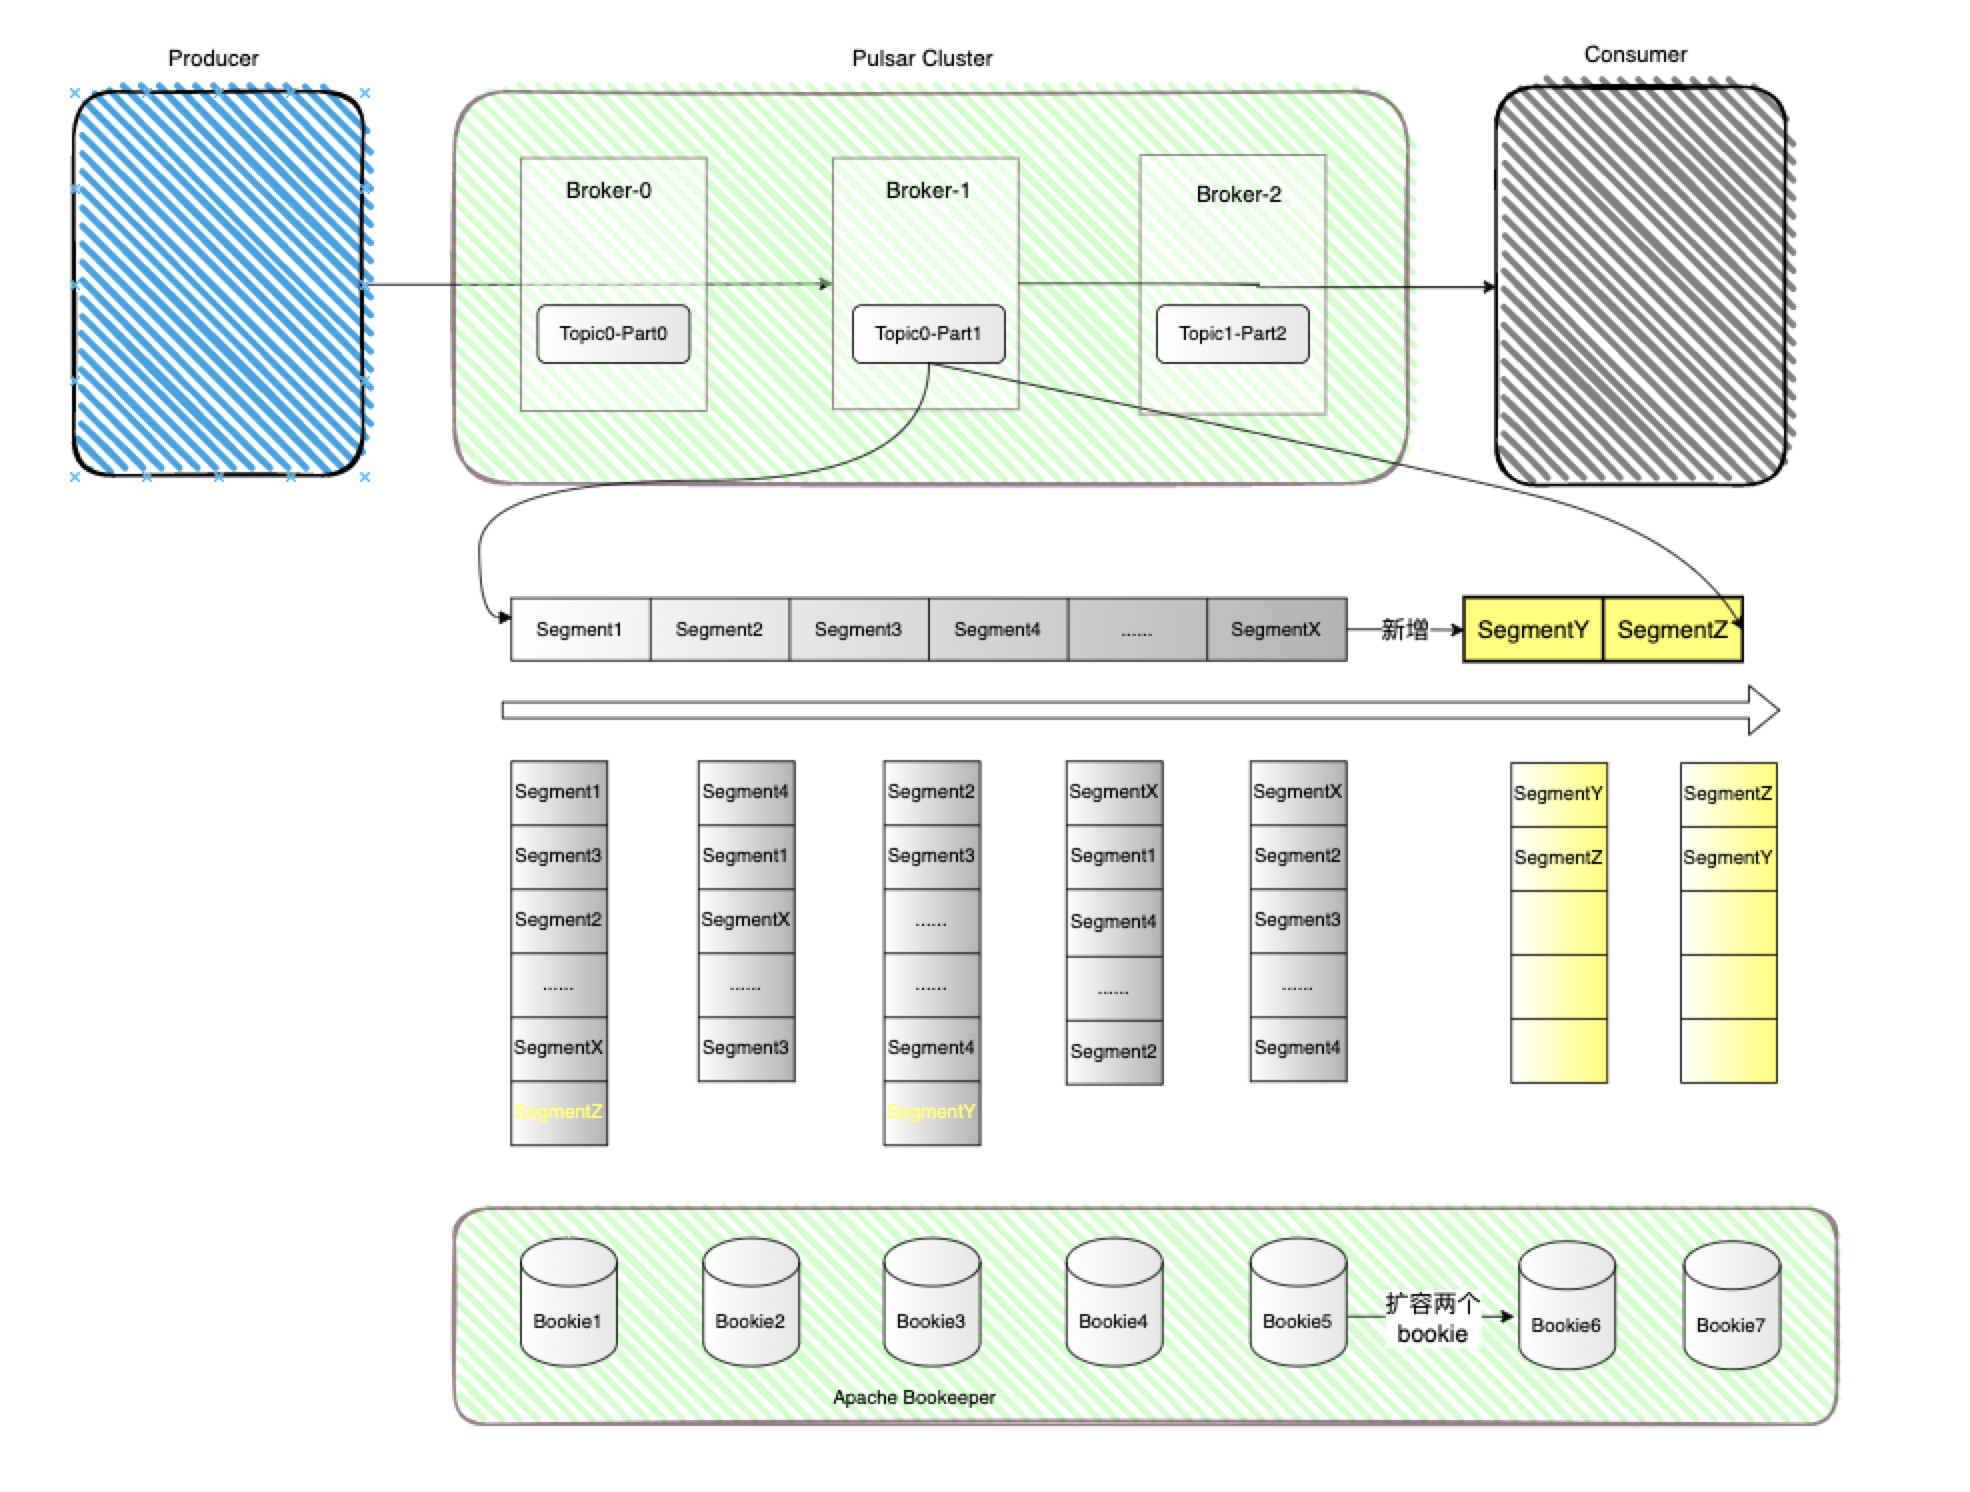 Producer
Pulsar Cluster
Consumer
Broker-0
Broker-1
Broker-2
Topic0-Part0
Topic0-Part1
Topic1-Part2
Segment1
Segment2
Segment3
Segment4
......
SegmentX
新增
SegmentY
SegmentZ
Segment1
Segment3
Segment2
......
SegmentX
SegmentZ
Segment4
Segment1
SegmentX
......
Segment3
Segment2
Segment3
......
......
Segment4
SegmentY
SegmentX
Segment1
Segment4
......
Segment2
SegmentX
Segment2
Segment3
......
Segment4
SegmentY
SegmentZ
SegmentZ
SegmentY
Bookie1
Bookie2
Bookie3
Bookie4
Bookie5
扩容两个
bookie
Bookie6
Bookie7
Apache Bookeeper